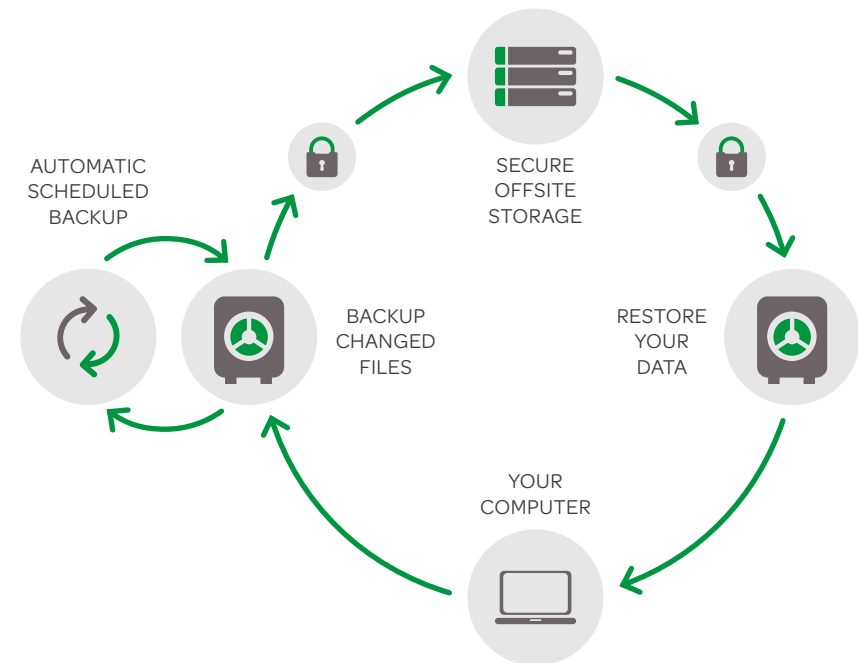 AUTOMATIC
SCHEDULED
BACKUP
SECURE
OFFSITE
STORAGE
BACKUP
CHANGED
FILES
RESTORE
YOUR
DATA
YOUR
COMPUTER